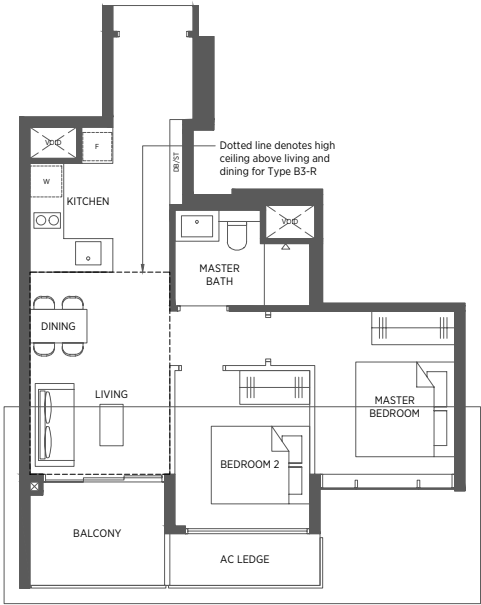 VOID
F
Dotted line denotes high
ceiling above living and
dining for Type B3-R
DB/ST
W
KITCHEN
VOID
MASTER
BATH
DINING
LIVING
MASTER
BEDROOM
BEDROOM 2
BALCONY
AC LEDGE